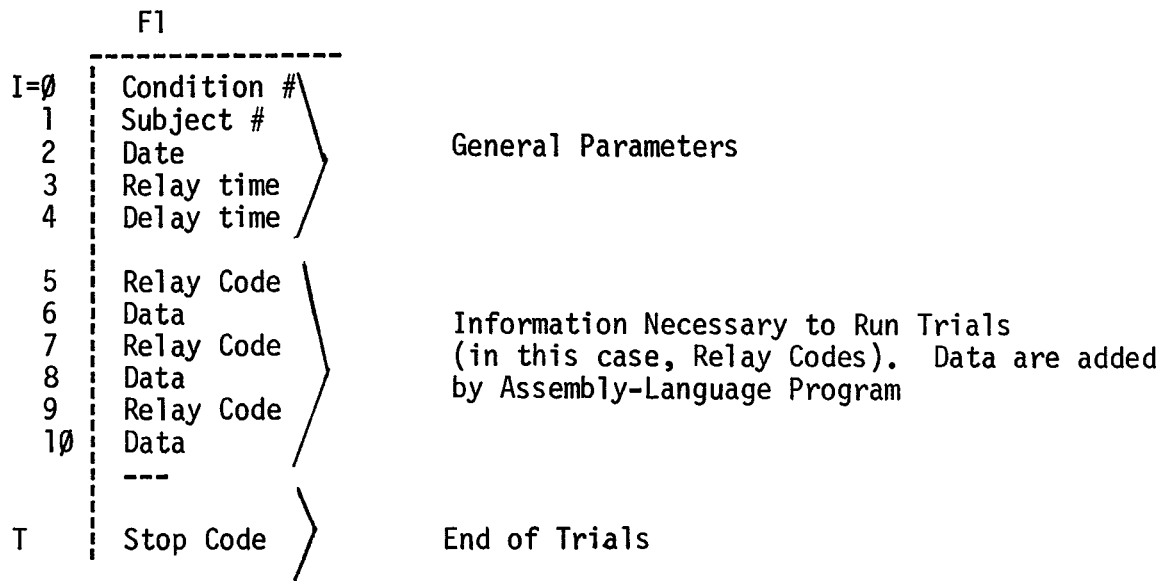 F1
I=Ø Condition #
1 Subject #
2 Date General Parameters
3 Relay time
4 Delay time
5 Relay Code
6 Data Information Necessary to Run Trials
7 Relay Code (in this case, Relay Codes). Data are added
8 Data by Assembly-Language Program
9 Relay Code
1Ø Data
---
T Stop Code End of Trials